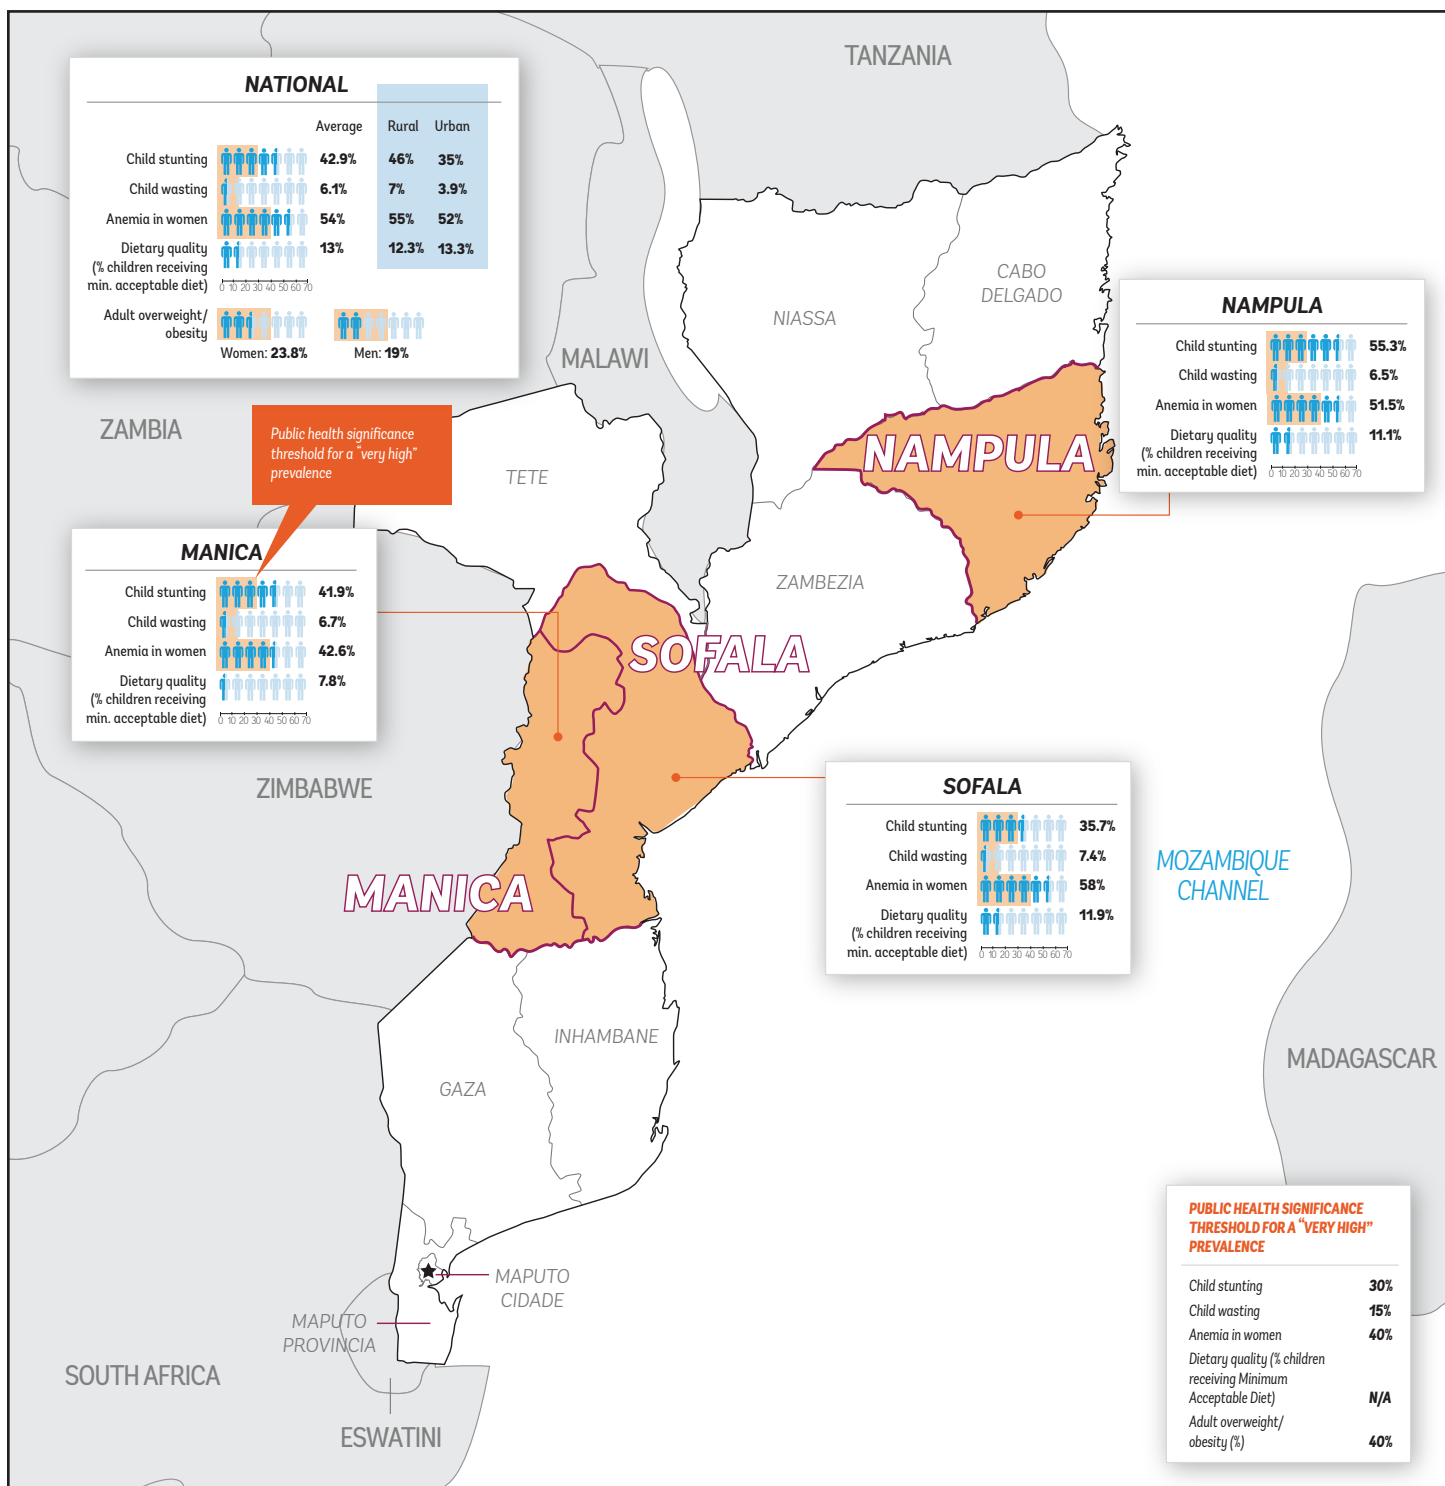 TANZANIA
NATIONAL
Average Rural Urban
Child stunting 42.9% 46% 35%
Child wasting 6.1% 7% 3.9%
Anemia in women 54% 55% 52%
Dietary quality 13% 12.3% 13.3%
(% children receiving
min. acceptable diet)
0 10 20 30 40 50 60 70
Adult overweight/
obesity
Women: 23.8% Men: 19%
CABO
DELGADO
NIASSA
NAMPULA
Child stunting 55.3%
Child wasting 6.5%
Anemia in women 51.5%
Dietary quality 11.1%
(% children receiving
min. acceptable diet)
0 10 20 30 40 50 60 70
MALAWI
ZAMBIA
Public health significance
threshold for a "very high"
prevalence
NAMPULA
TETE
MANICA
Child stunting 41.9%
Child wasting 6.7%
Anemia in women 42.6%
Dietary quality 7.8%
(% children receiving
min. acceptable diet)
0 10 20 30 40 50 60 70
ZAMBEZIA
SOFALA
ZIMBABWE
SOFALA
Child stunting 35.7%
Child wasting 7.4%
Anemia in women 58%
Dietary quality 11.9%
(% children receiving
min. acceptable diet)
0 10 20 30 40 50 60 70
MOZAMBIQUE
CHANNEL
MANICA
INHAMBANE
GAZA
MADAGASCAR
MAPUTO
CIDADE
MAPUTO
PROVINCIA
SOUTH AFRICA
ESWATINI
PUBLIC HEALTH SIGNIFICANCE
THRESHOLD FOR A "VERY HIGH"
PREVALENCE
Child stunting 30%
Child wasting 15%
Anemia in women 40%
Dietary quality (% children
receiving Minimum
Acceptable Diet) N/A
Adult overweight/
obesity (%) 40%